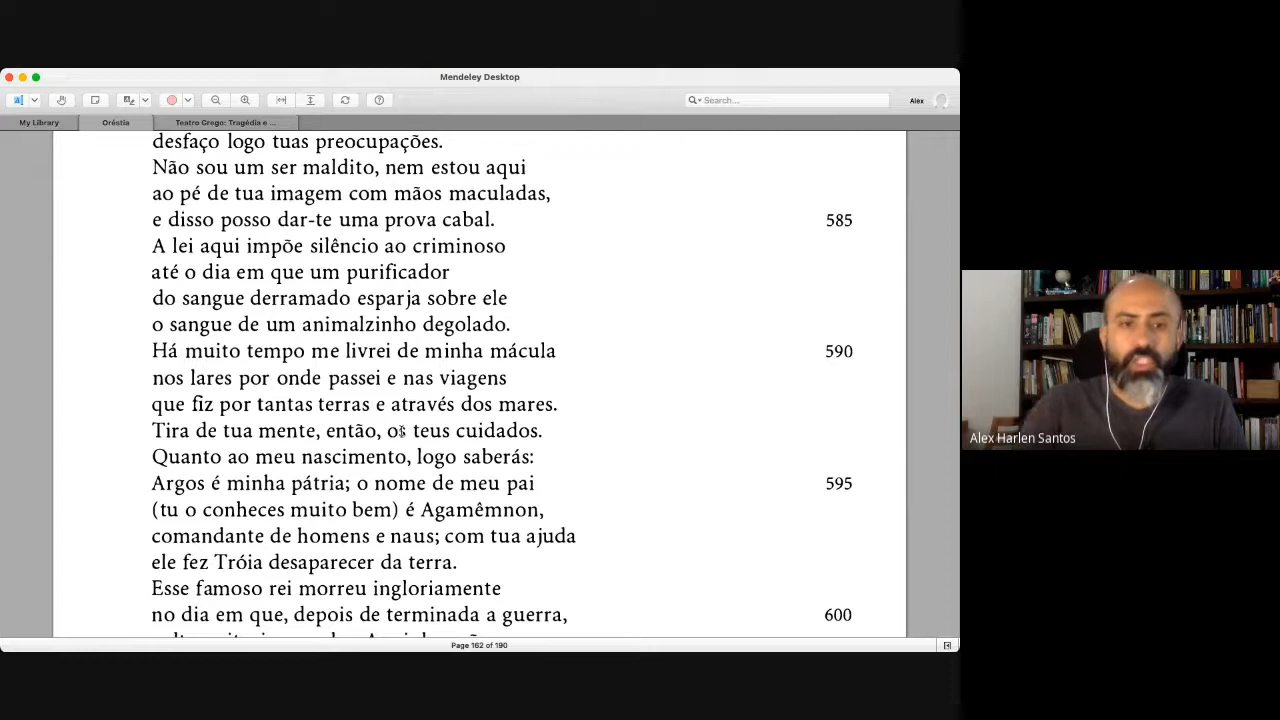 Mendeley Desktop
Search...
Alex
My Library
Oréstia
Teatro Grego: Tragédia e ...
desfaço logo tuas preocupações.
Não sou um ser maldito, nem estou aqui
ao pé de tua imagem com mãos maculadas,
e disso posso dar-te uma prova cabal. 585
A lei aqui impõe silêncio ao criminoso
até o dia em que um purificador
do sangue derramado esparja sobre ele
o sangue de um animalzinho degolado.
Há muito tempo me livrei de minha mácula 590
nos lares por onde passei e nas viagens
que fiz por tantas terras e através dos mares.
Tira de tua mente, então, os teus cuidados.
Quanto ao meu nascimento, logo saberás:
Argos é minha pátria; o nome de meu pai 595
(tu o conheces muito bem) é Agamêmnon,
comandante de homens e naus; com tua ajuda
ele fez Tróia desaparecer da terra.
Esse famoso rei morreu ingloriamente
no dia em que, depois de terminada a guerra, 600
Page 162 of 190
Alex Harlen Santos